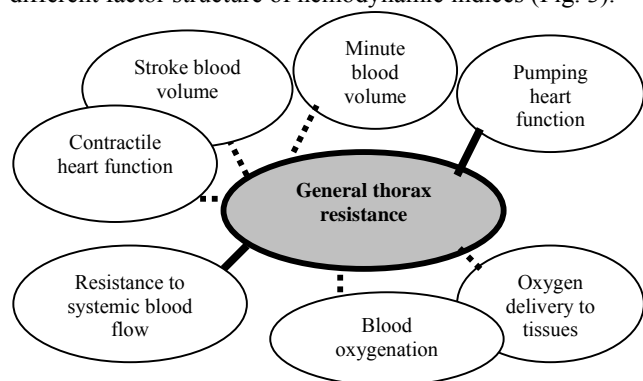 different factor structure of hemodynamic indices (Fig. 3).
Stroke blood
volume
Minute
blood
volume
Pumping
heart
function
Contractile
heart function
General thorax
resistance
Resistance to
systemic blood
flow
Blood
oxygenation
Oxygen
delivery to
tissues